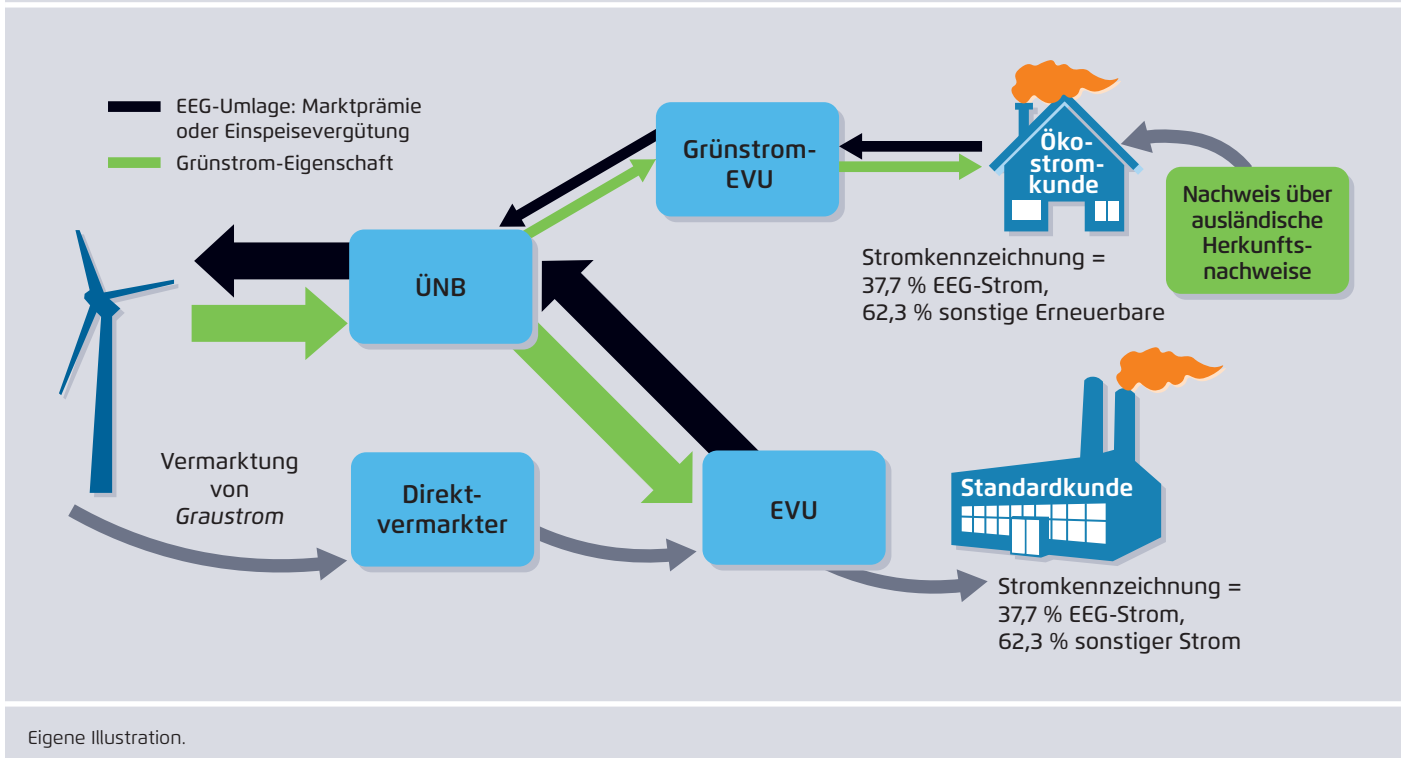 EEG-Umlage: Marktprämie
oder Einspeisevergütung
Grünstrom-Eigenschaft
Grünstrom-
EVU
Öko-
strom-
kunde
Nachweis über
ausländische
Herkunfts-
nachweise
Stromkennzeichnung =
37,7 % EEG-Strom,
62,3 % sonstige Erneuerbare
ÜNB
Vermarktung
von
Graustrom
Direkt-
vermarkter
EVU
Standardkunde
Stromkennzeichnung =
37,7 % EEG-Strom,
62,3 % sonstiger Strom
Eigene Illustration.